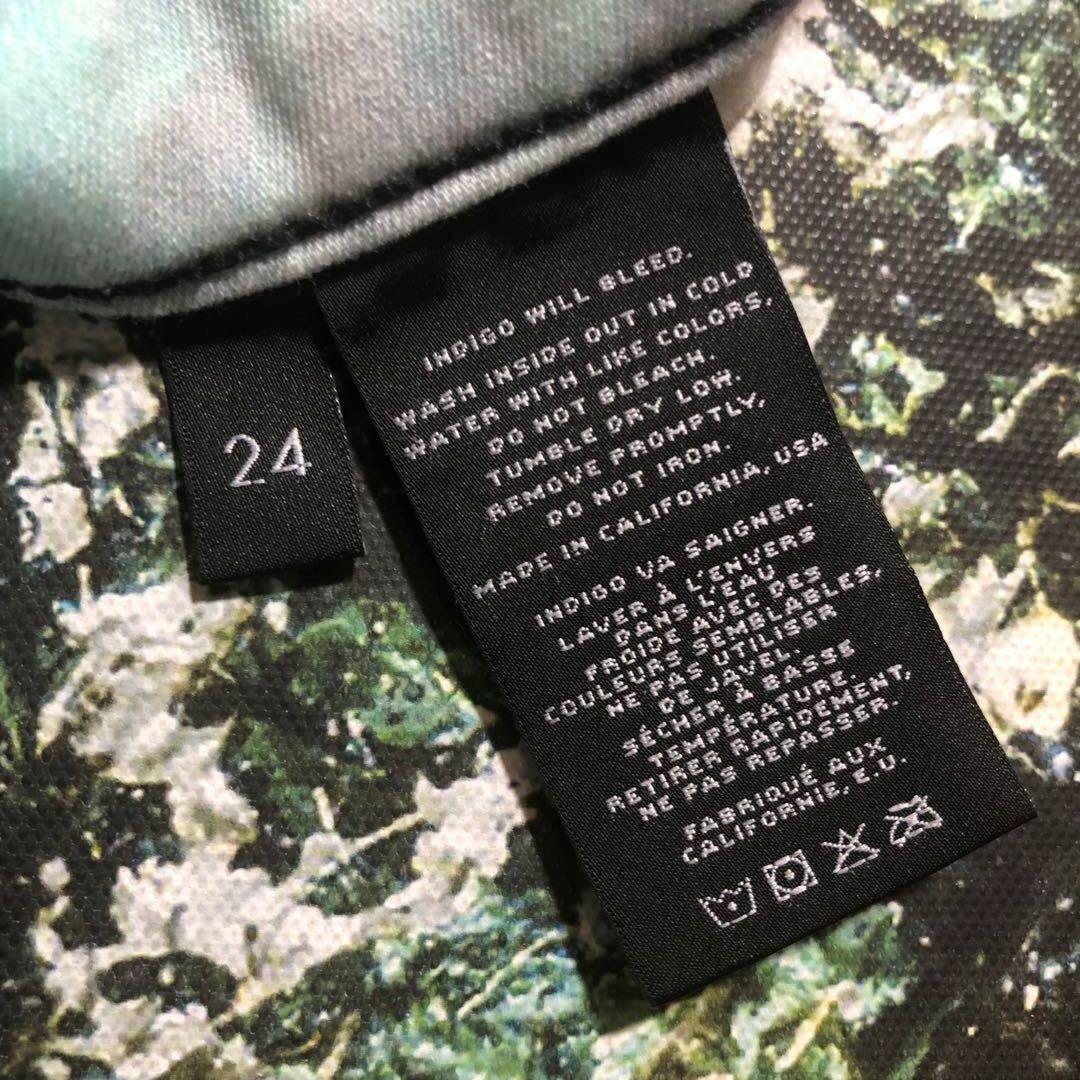 24
INDIGO WILL BLEED.
WASH INSIDE OUT IN COLD
WATER WITH LIKE COLORS,
DO NOT BLEACH.
TUMBLE DRY LOW.
REMOVE PROMPTLY,
DO NOT IRON.
MADE IN CALIFORNIA, USA
INDIGO VA SAIGNER.
LAVER À L'ENVERS
DANS L'EAU
FROIDE AVEC DES
COULEURS SEMBLABLES,
NE PAS UTILISER
DE JAVEL.
SÉCHER À BASSE
TEMPÉRATURE.
RETIRER RAPIDEMENT,
NE PAS REPASSER.
FABRIQUÉ AUX
CALIFORNIE, E.U.